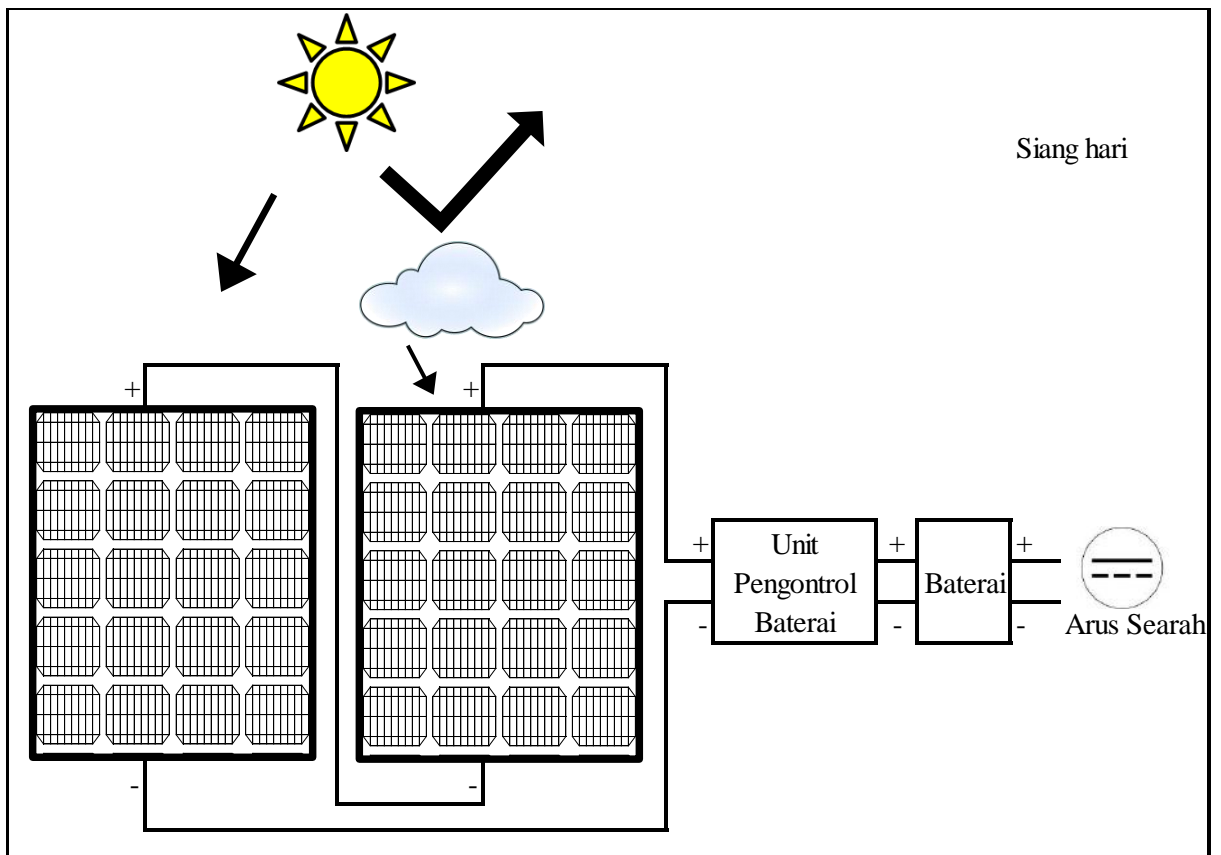 Siang hari
+
+
-
-
+
-
Unit
Pengontrol
Baterai
+
-
Baterai
+
-
Arus Searah